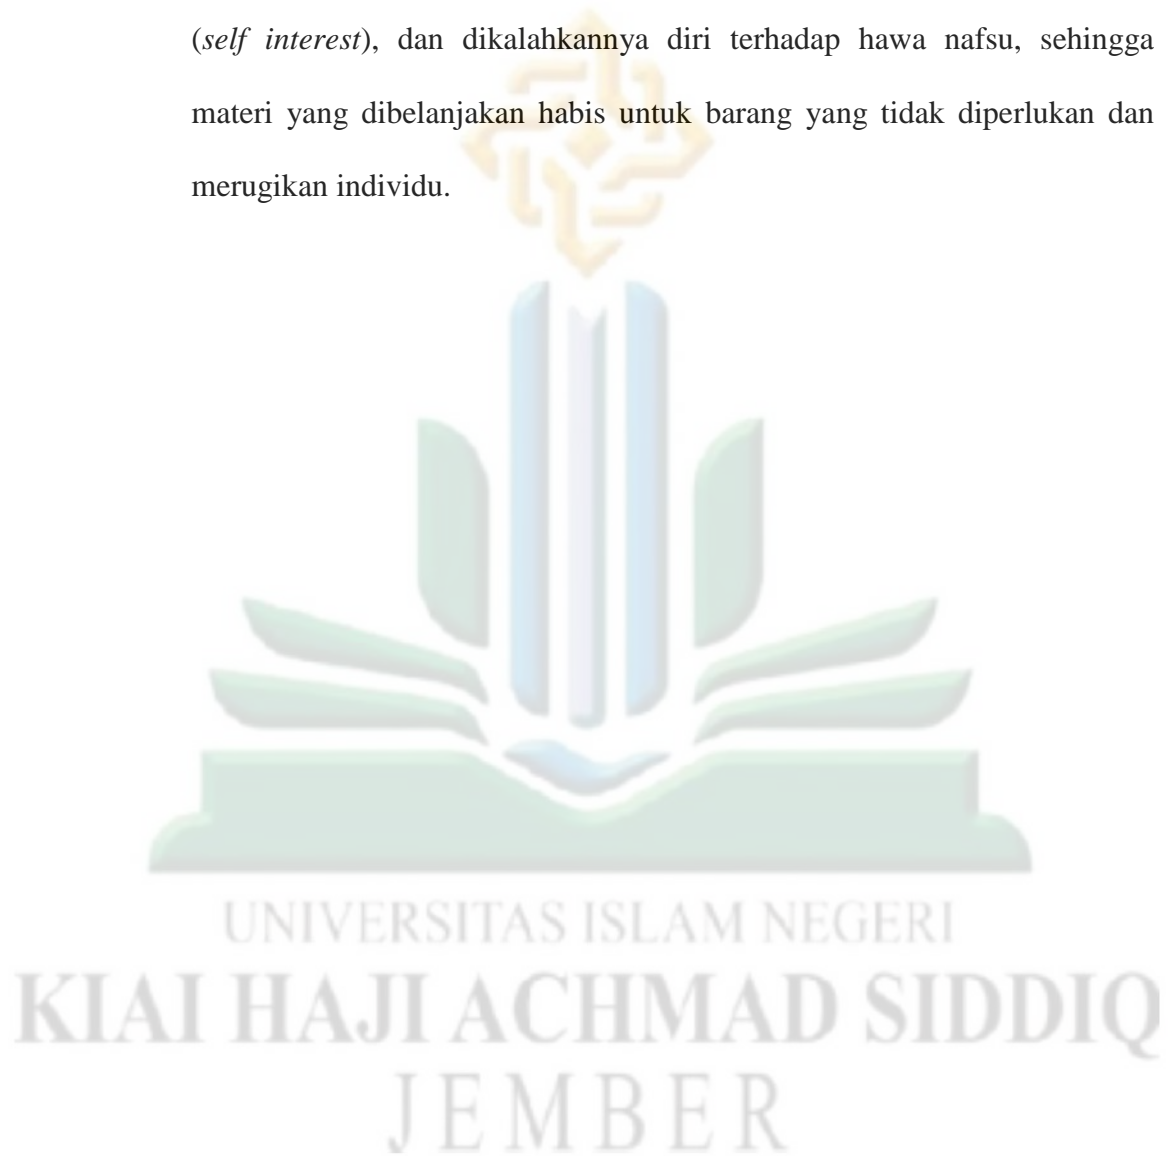 (self interest), dan dikalahkannya diri terhadap hawa nafsu, sehingga
materi yang dibelanjakan habis untuk barang yang tidak diperlukan dan
merugikan individu.
UNIVERSITAS ISLAM NEGERI
KIAI HAJI ACHMAD SIDDIQ
JEMBER